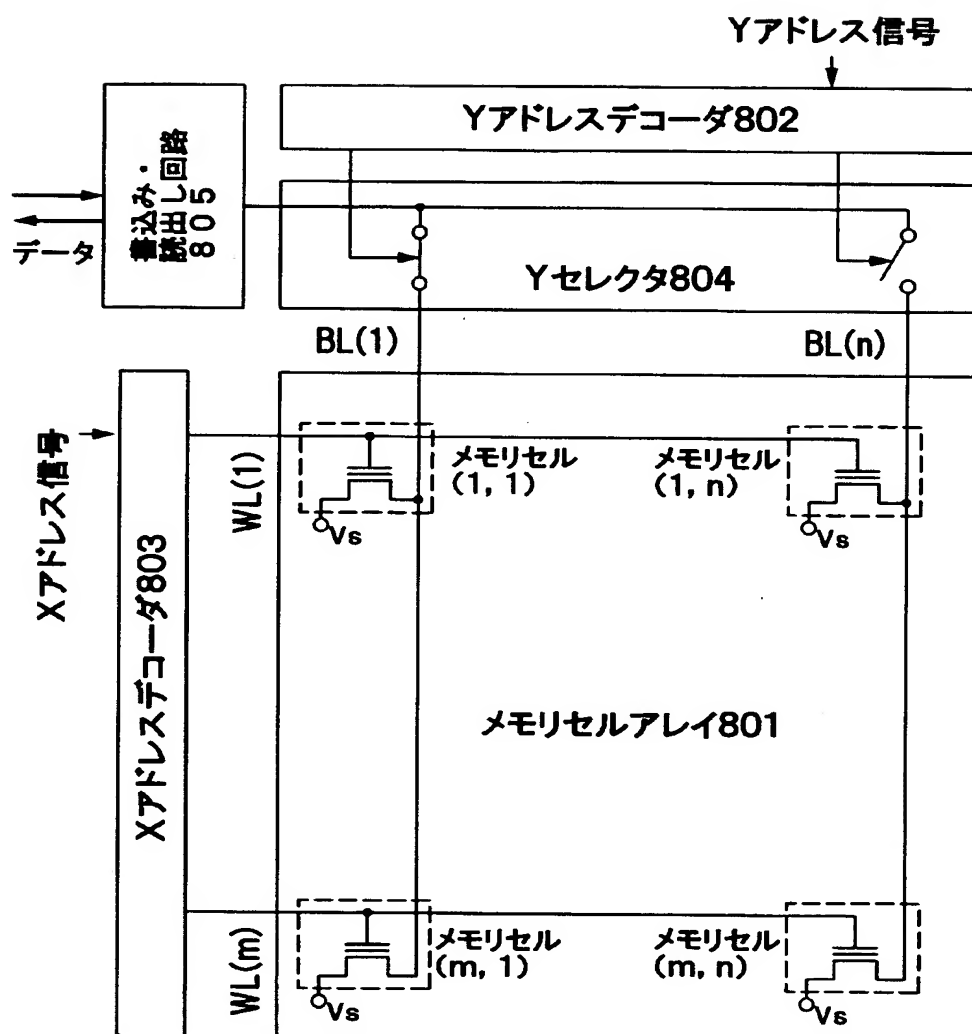 Yアドレス信号
Yアドレスデコーダ802
書込み・
読出し回路
805
データ
Yセレクタ804
BL(1)
BL(n)
Xアドレス信号
Xアドレスデコーダ803
WL(1)
メモリセル
(1, 1)
Vs
メモリセル
(1, n)
Vs
メモリセルアレイ801
WL(m)
メモリセル
(m, 1)
Vs
メモリセル
(m, n)
Vs